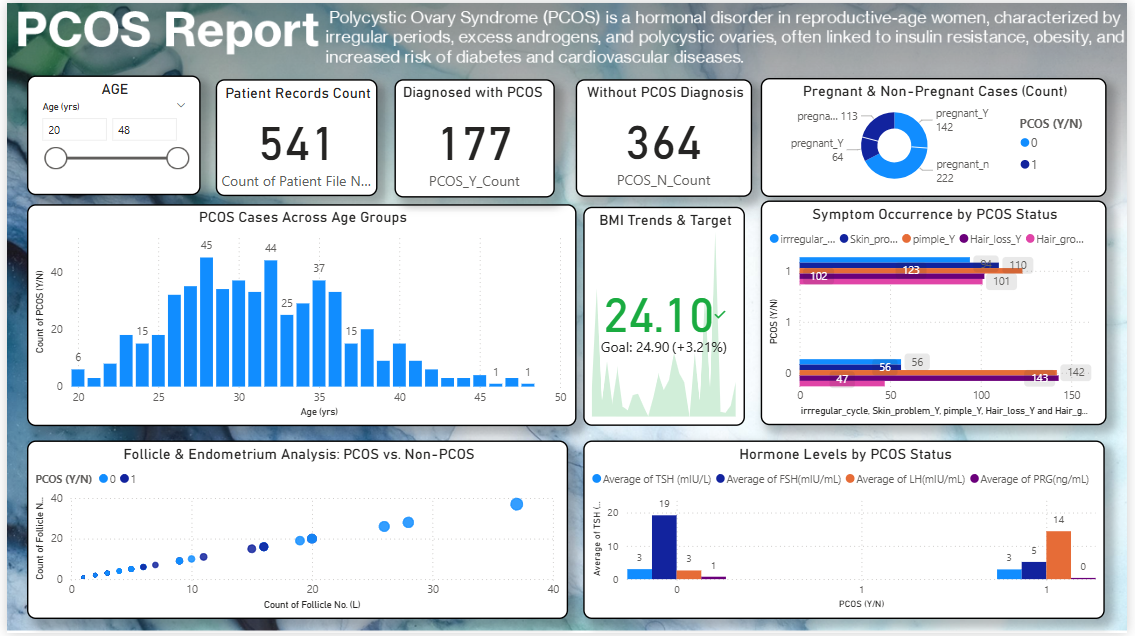 PCOS Report
Polycystic Ovary Syndrome (PCOS) is a hormonal disorder in reproductive-age women, characterized by
irregular periods, excess androgens, and polycystic ovaries, often linked to insulin resistance, obesity, and
increased risk of diabetes and cardiovascular diseases.
AGE
Age (yrs)
20
48
Patient Records Count
541
Count of Patient File N...
Diagnosed with PCOS
177
PCOS_Y_Count
Without PCOS Diagnosis
364
PCOS_N_Count
Pregnant & Non-Pregnant Cases (Count)
pregna... 113
pregnant_Y
64
pregnant_Y
142
pregnant_n
222
PCOS (Y/N)
0
1
PCOS Cases Across Age Groups
Count of PCOS (Y/N)
40
20
0
6
15
45
44
25
37
15
1
1
20 25 30 35 40 45 50
Age (yrs)
BMI Trends & Target
24.10
Goal: 24.90 (+3.21%)
Symptom Occurrence by PCOS Status
irrregular_... Skin_pro... pimple_Y Hair_loss_Y Hair_gro...
PCOS (Y/N)
1
1
0
94
110
123
102
101
56
56
142
143
47
0 50 100 150
irrregular_cycle, Skin_problem_Y, pimple_Y, Hair_loss_Y and Hair_g...
Follicle & Endometrium Analysis: PCOS vs. Non-PCOS
PCOS (Y/N) 0 1
Count of Follicle N...
40
20
0
0 10 20 30 40
Count of Follicle No. (L)
Hormone Levels by PCOS Status
Average of TSH (mIU/L) Average of FSH(mIU/mL) Average of LH(mIU/mL) Average of PRG(ng/mL)
Average of TSH (...
20
10
0
3
19
3
1
3
5
14
0
0 1 1
PCOS (Y/N)